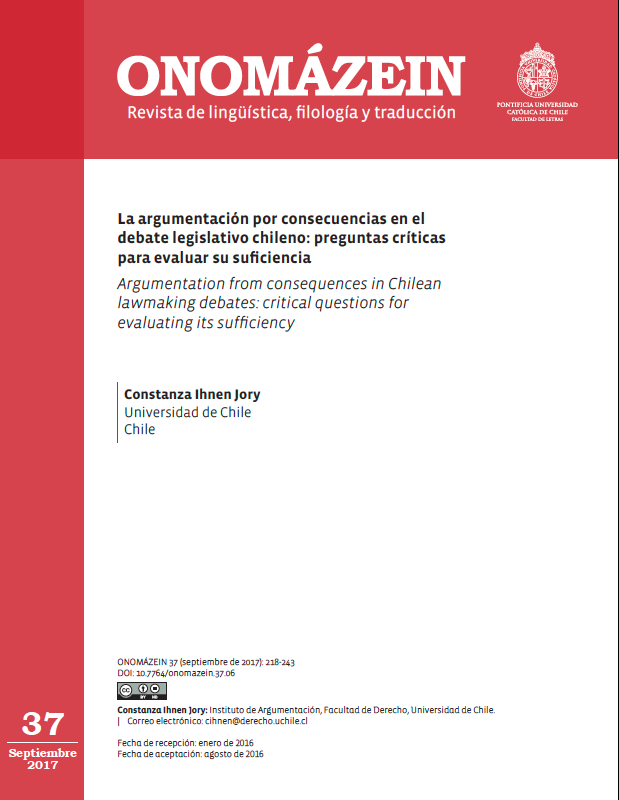 ONOMÁZEIN
Revista de lingüística, filología y traducción
PONTIFICIA UNIVERSIDAD
CATÓLICA DE CHILE
FACULTAD DE LETRAS
La argumentación por consecuencias en el
debate legislativo chileno: preguntas críticas
para evaluar su suficiencia
Argumentation from consequences in Chilean
lawmaking debates: critical questions for
evaluating its sufficiency
Constanza Ihnen Jory
Universidad de Chile
Chile
ONOMÁZEIN 37 (septiembre de 2017): 218-243
DOI: 10.7764/onomazein.37.06
cc
Constanza Ihnen Jory: Instituto de Argumentación, Facultad de Derecho, Universidad de Chile.
| Correo electrónico: cihnen@derecho.uchile.cl
Fecha de recepción: enero de 2016
Fecha de aceptación: agosto de 2016
37
Septiembre
2017